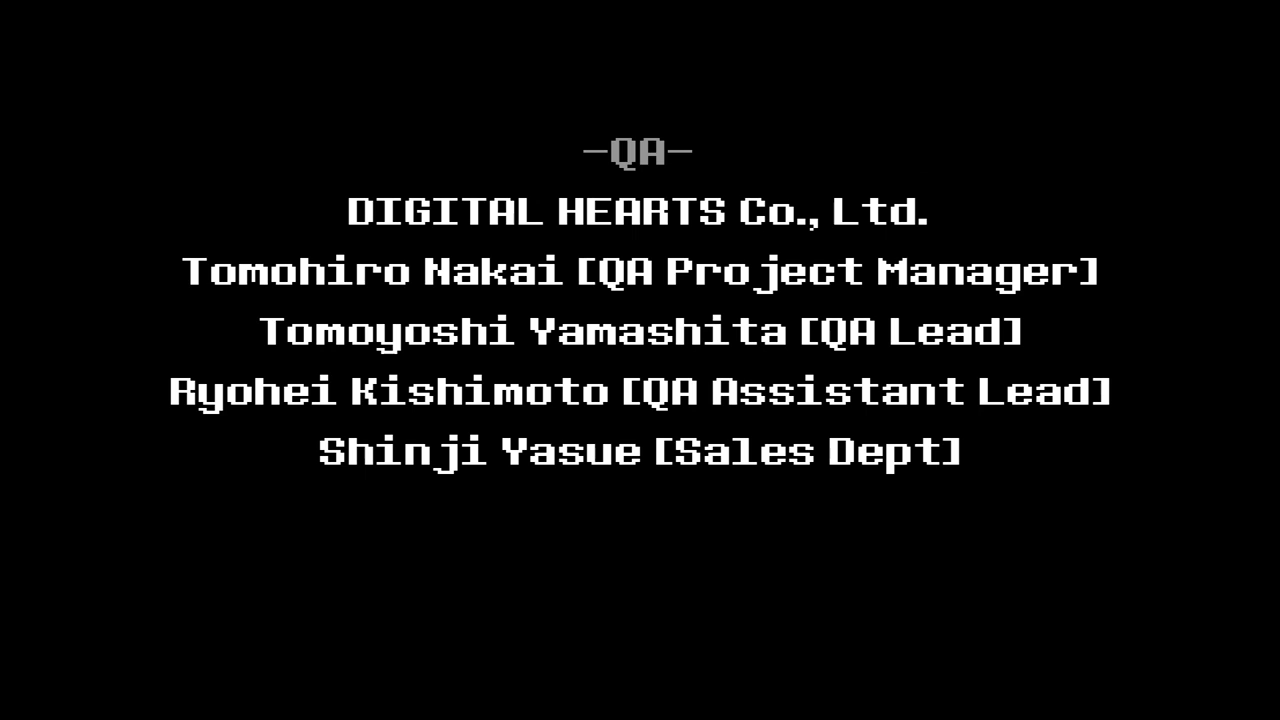 -QA-
DIGITAL HEARTS Co., Ltd.
Tomohiro Nakai [QA Project Manager]
Tomoyoshi Yamashita [QA Lead]
Ryohei Kishimoto [QA Assistant Lead]
Shinji Yasue [Sales Dept]